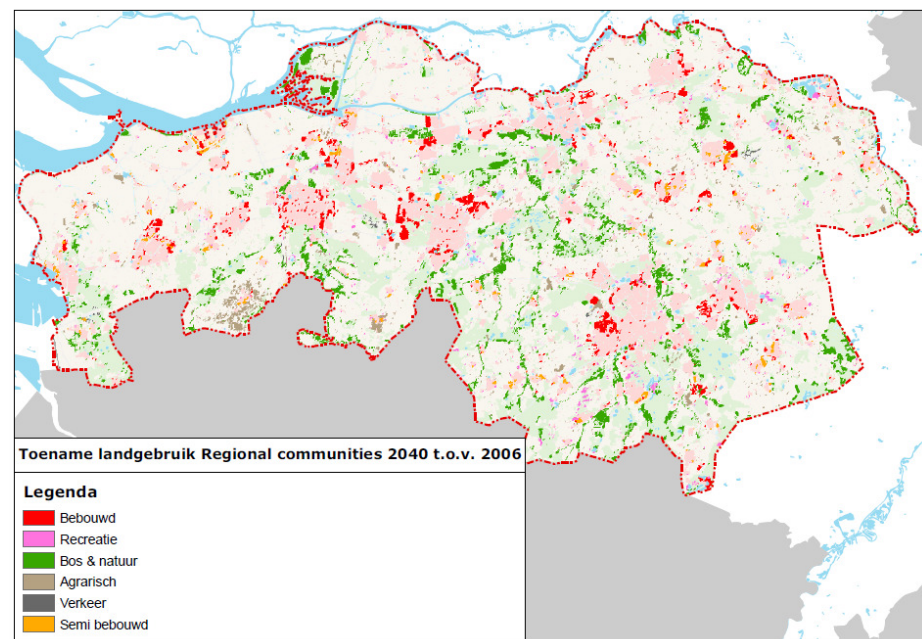 Toename landgebruik Regional communities 2040 t.o.v. 2006
Legenda
Bebouwd
Recreatie
Bos & natuur
Agrarisch
Verkeer
Semi bebouwd